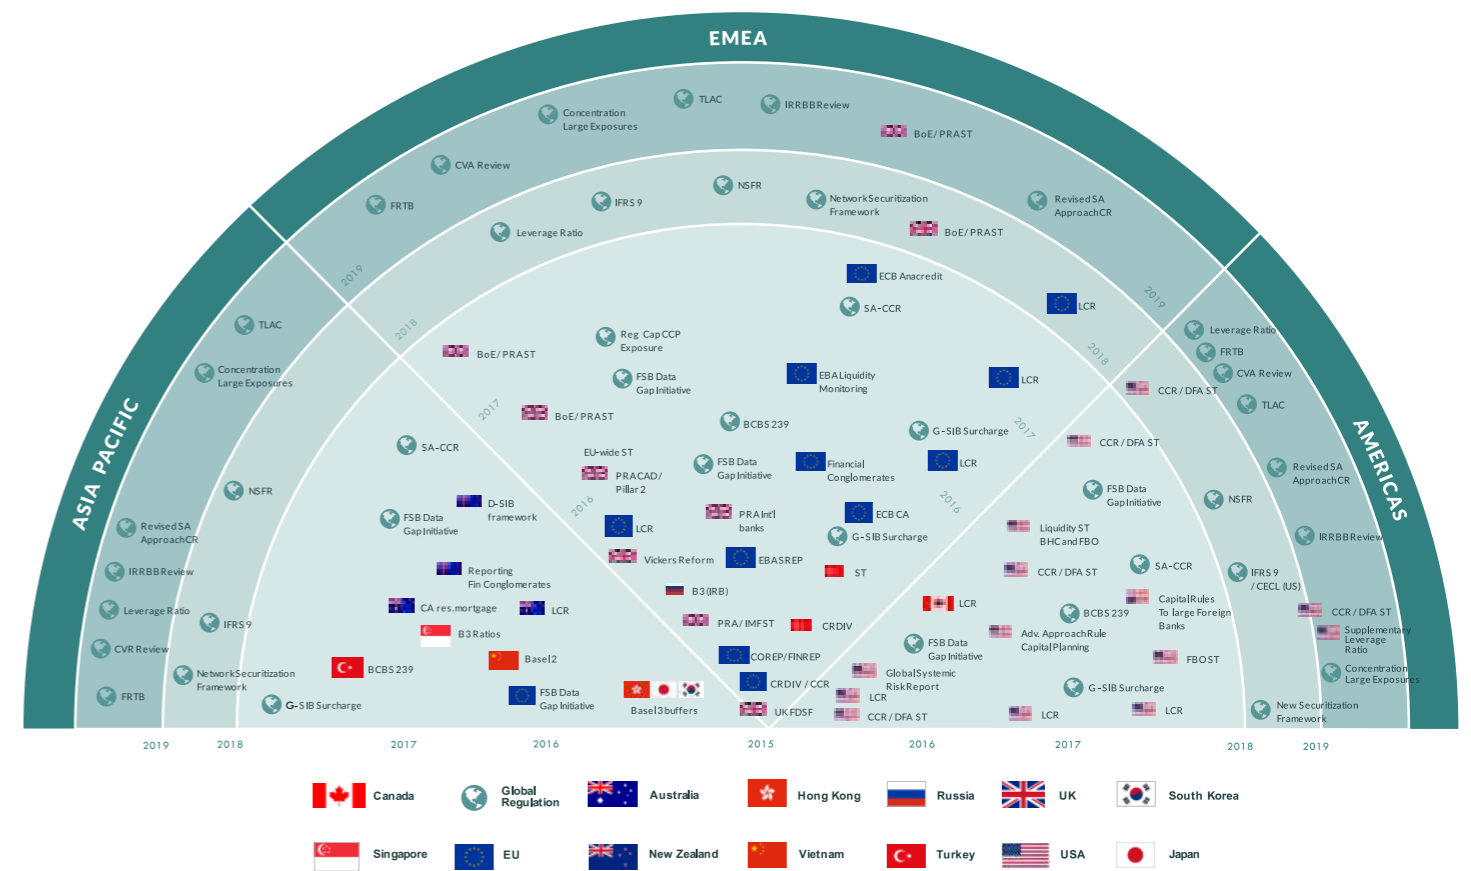 EMEA
TLAC
IRRBB Review
Concentration
Large Exposures
BoE/ PRAST
CVA Review
FRTB
Revised SA
Approach CR
NSFR
IFRS 9
Network Securitization
Framework
Leverage Ratio
BoE/ PRAST
2019
2019
ECB Anacredit
SA-CCR
LCR
2018
2018
Reg Cap CCP
Exposure
BoE/ PRAST
FSB Data
Gap Initiative
EBA Liquidity
Monitoring
LCR
2017
2017
BoE/ PRAST
BCBS 239
G-SIB Surcharge
EU-wide ST
PRA CAD /
Pillar 2
FSB Data
Gap Initiative
Financial
Conglomerates
LCR
2016
2016
LCR
PRA Int'l
banks
ECB CA
G-SIB Surcharge
Vickers Reform
EBA SREP
ST
B3 (IRB)
PRA/ IMFST
CRDIV
COREP/FINREP
CRDIV / CCR
UK FDSF
ASIA PACIFIC
TLAC
Concentration
Large Exposures
SA-CCR
NSFR
D-SIB
framework
FSB Data
Gap Initiative
Revised SA
Approach CR
IRRBB Review
Reporting
Fin Conglomerates
Leverage Ratio
CA res. mortgage
LCR
IFRS 9
B3 Ratios
CVR Review
BCBS 239
Basel 2
Network Securitization
Framework
FRTB
G-SIB Surcharge
FSB Data
Gap Initiative
Basel 3 buffers
AMERICAS
Leverage Ratio
FRTB
CVA Review
CCR / DFA ST
TLAC
CCR / DFA ST
Revised SA
Approach CR
FSB Data
Gap Initiative
NSFR
Liquidity ST
BHC and FBO
IRRBB Review
CCR / DFA ST
SA-CCR
IFRS 9
/ CECL (US)
LCR
Capital Rules
To large Foreign
Banks
BCBS 239
CCR / DFA ST
Adv. Approach Rule
Capital Planning
Supplementary
Leverage
Ratio
FSB Data
Gap Initiative
FBO ST
Global Systemic
Risk Report
Concentration
Large Exposures
G-SIB Surcharge
LCR
CCR / DFA ST
LCR
LCR
New Securitization
Framework
2019
2018
2017
2016
2015
2016
2017
2018
2019
Canada
Global
Regulation
Australia
Hong Kong
Russia
UK
South Korea
Singapore
EU
New Zealand
Vietnam
Turkey
USA
Japan